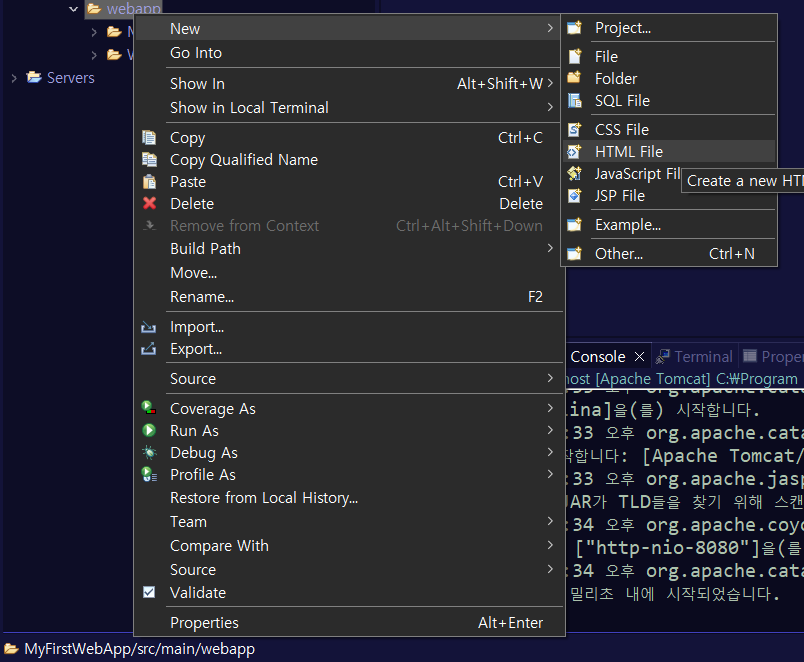 webapp
Servers
New
Go Into
Show In Alt+Shift+W
Show in Local Terminal
Copy Ctrl+C
Copy Qualified Name
Paste Ctrl+V
Delete Delete
Remove from Context Ctrl+Alt+Shift+Down
Build Path
Move...
Rename... F2
Import...
Export...
Source
Coverage As
Run As
Debug As
Profile As
Restore from Local History...
Team
Compare With
Source
Validate
Properties Alt+Enter
Project...
File
Folder
SQL File
CSS File
HTML File
JavaScript Fil
JSP File
Example...
Other... Ctrl+N
Create a new HT
Console Terminal Proper
ost [Apache Tomcat] C:₩Program
ina]을(를) 시작합니다.
:33 오후 org.apache.cata
작합니다: [Apache Tomcat/
:33 오후 org.apache.jasp
JAR가 TLD들을 찾기 위해 스캔
:34 오후 org.apache.coyo
["http-nio-8080"]을(를
:34 오후 org.apache.cata
밀리초 내에 시작되었습니다.
MyFirstWebApp/src/main/webapp